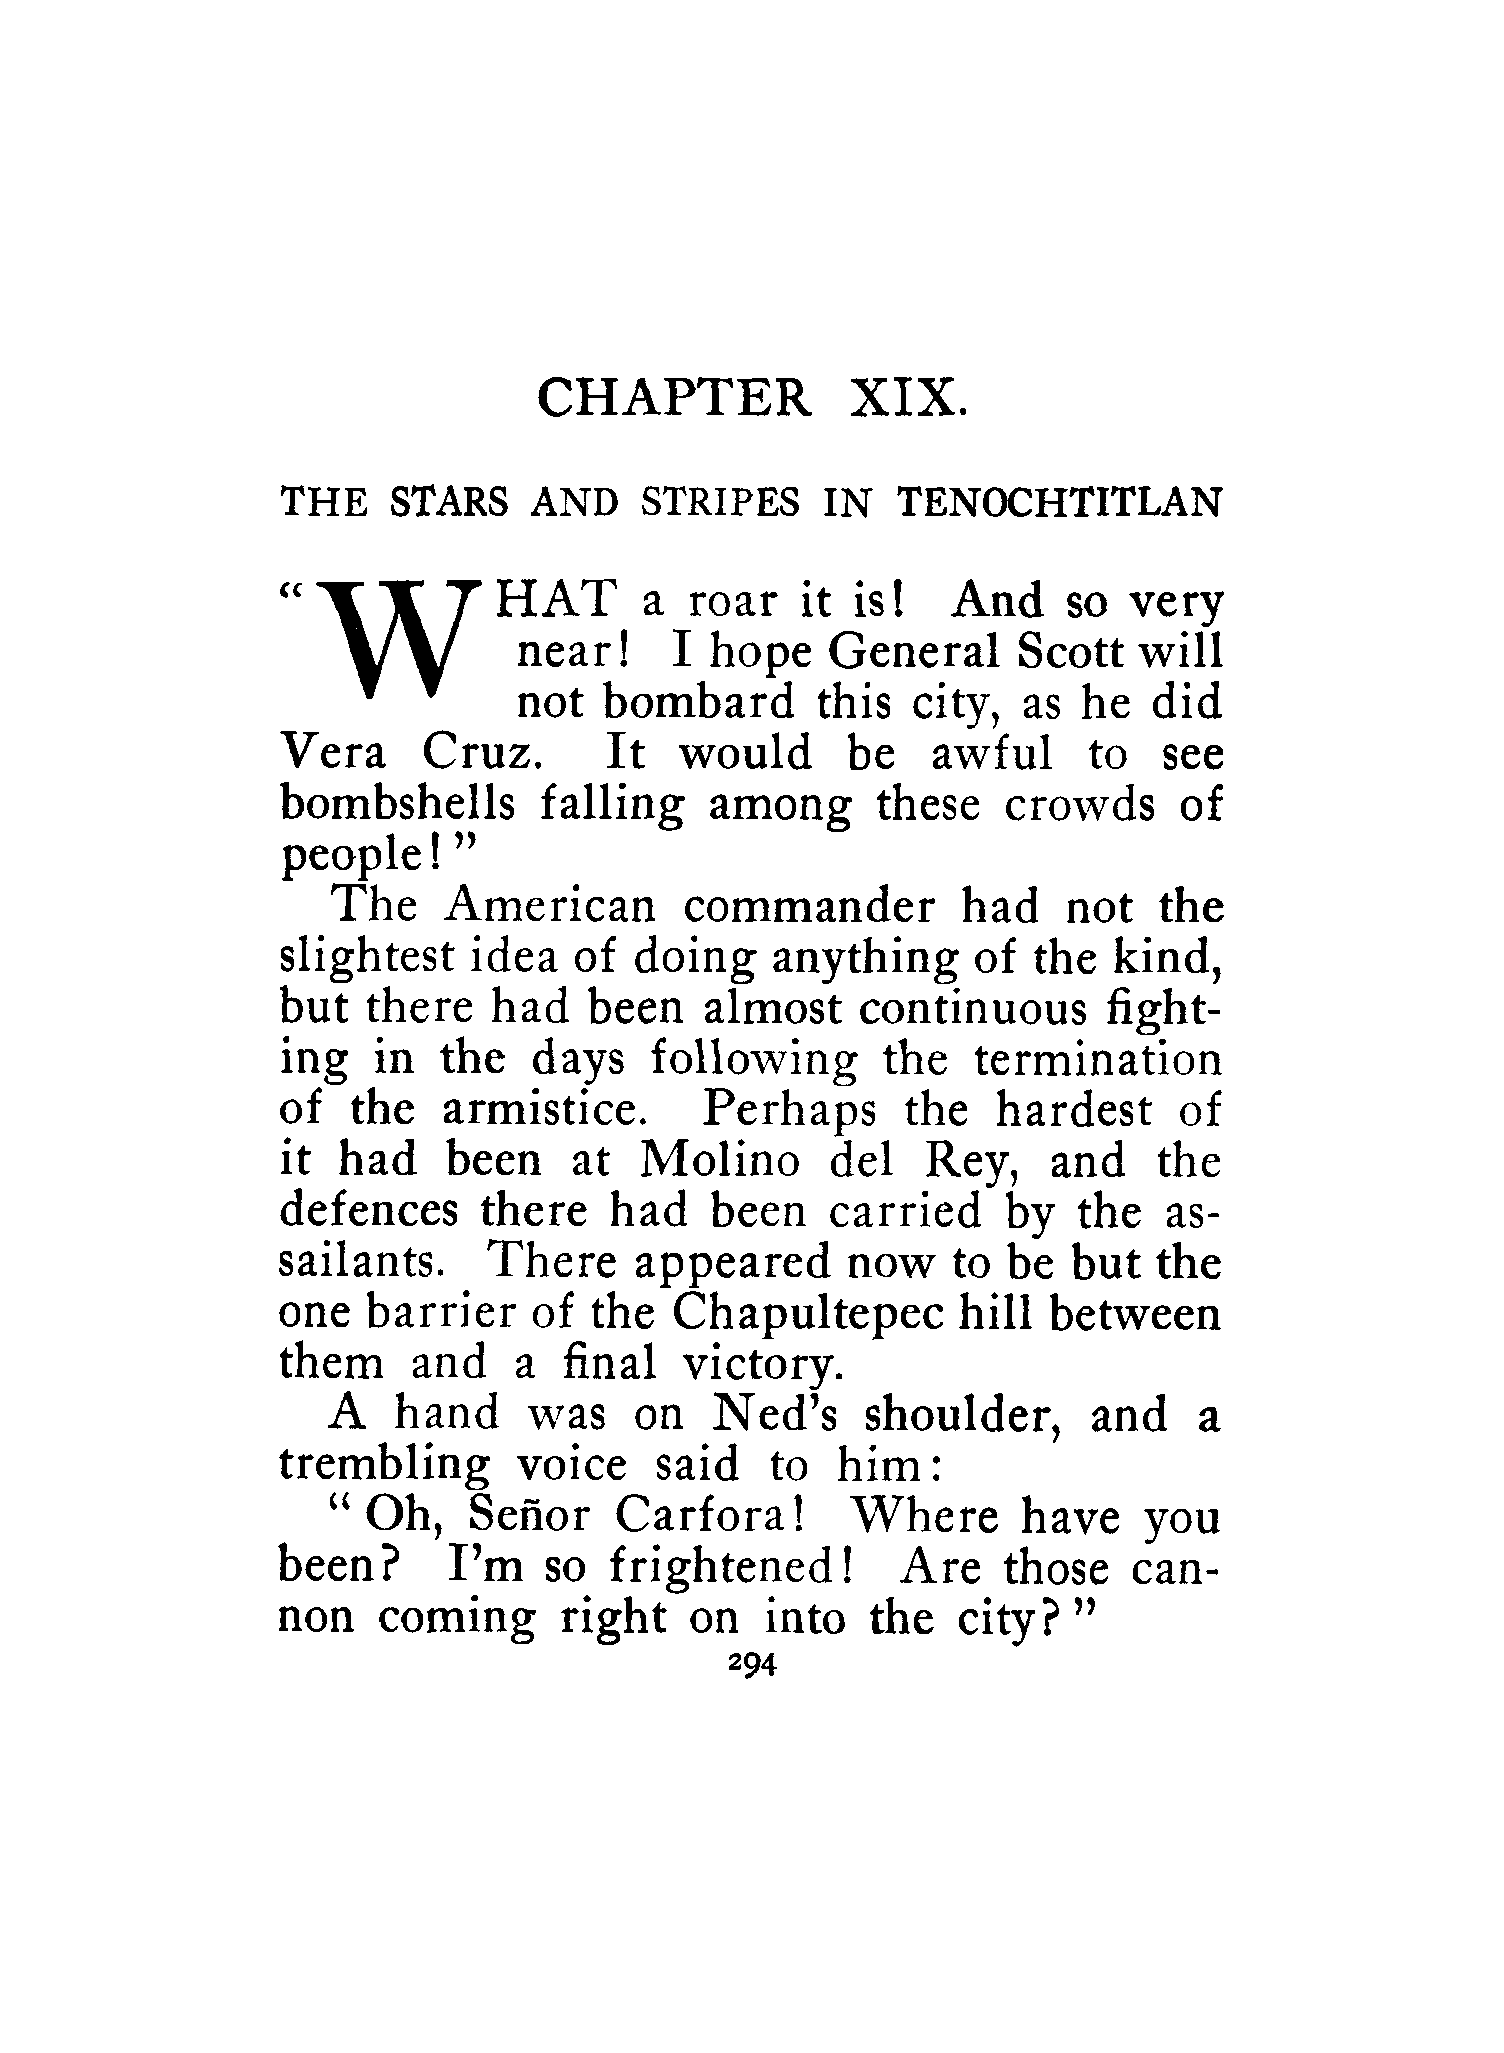 CHAPTER XIX.
THE STARS AND STRIPES IN TENOCHTITLAN
“WHAT a roar it is! And so very
near! I hope General Scott will
not bombard this city, as he did
Vera Cruz. It would be awful to see
bombshells falling among these crowds of
people!”
The American commander had not the
slightest idea of doing anything of the kind,
but there had been almost continuous fight-
ing in the days following the termination
of the armistice. Perhaps the hardest of
it had been at Molino del Rey, and the
defences there had been carried by the as-
sailants. There appeared now to be but the
one barrier of the Chapultepec hill between
them and a final victory.
A hand was on Ned’s shoulder, and a
trembling voice said to him:
“Oh, Señor Carfora! Where have you
been? I’m so frightened! Are those can-
non coming right on into the city?”
294